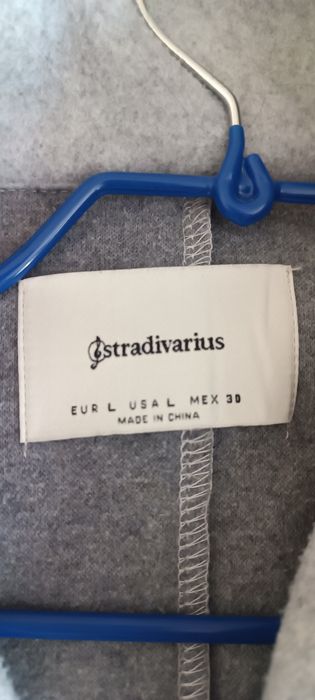 stradivarius
EUR L USA L MEX 30
MADE IN CHINA